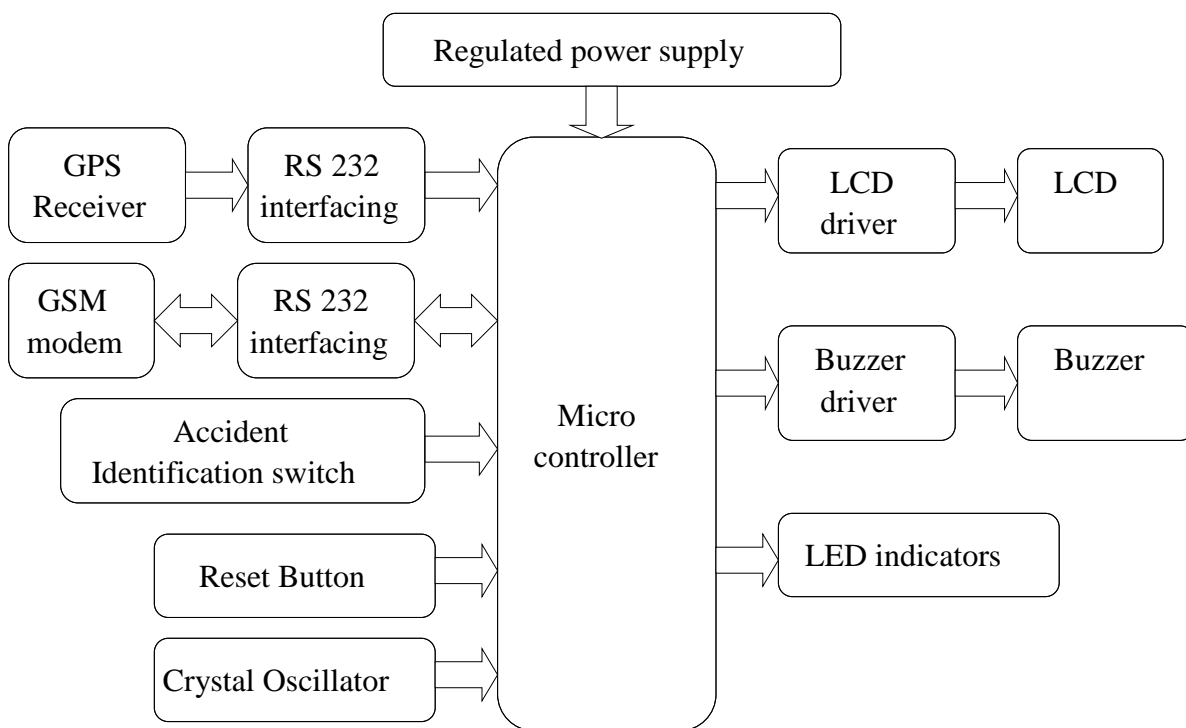 Regulated power supply
GPS
Receiver
RS 232
interfacing
LCD
driver
LCD
GSM
modem
RS 232
interfacing
Buzzer
driver
Buzzer
Accident
Identification switch
Micro
controller
LED indicators
Reset Button
Crystal Oscillator